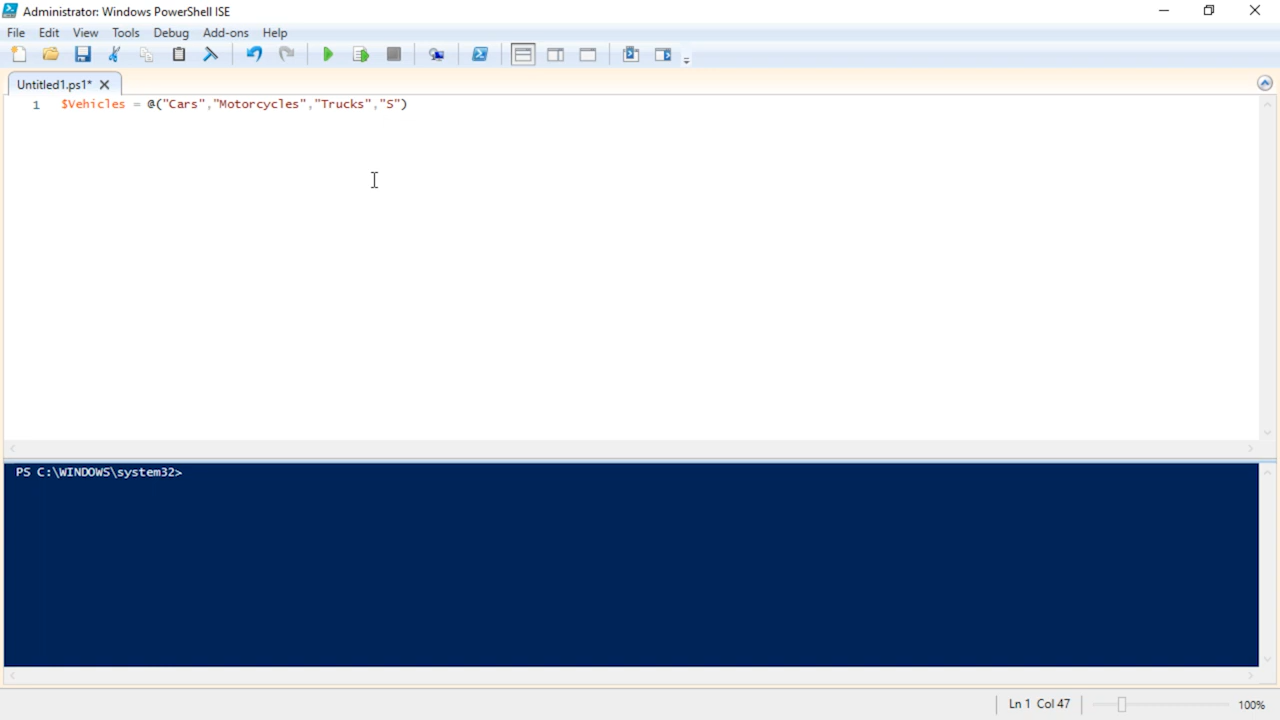 Administrator: Windows PowerShell ISE
File Edit View Tools Debug Add-ons Help
Untitled1.ps1*
1 $Vehicles = @("Cars","Motorcycles","Trucks","S")
PS C:\WINDOWS\system32>
Ln 1 Col 47 100%